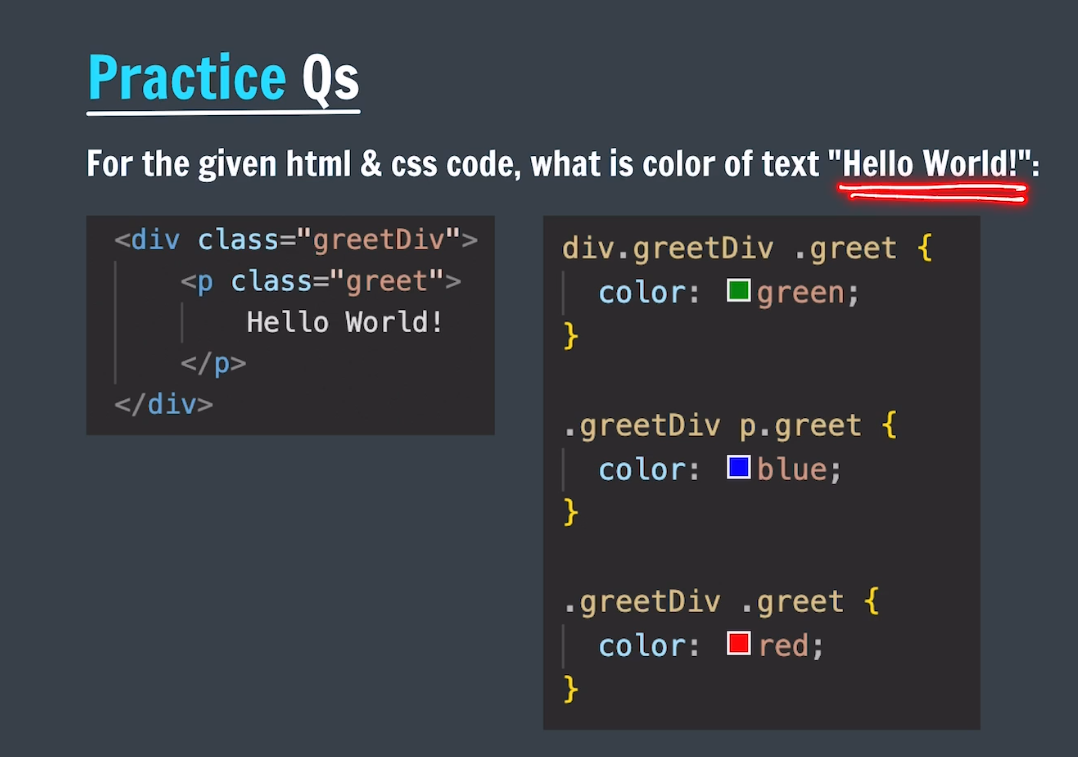 Practice Qs
For the given html & css code, what is color of text "Hello World!":
<div class="greetDiv">
<p class="greet">
Hello World!
</p>
</div>
div.greetDiv .greet {
color: green;
}
.greetDiv p.greet {
color: blue;
}
.greetDiv .greet {
color: red;
}